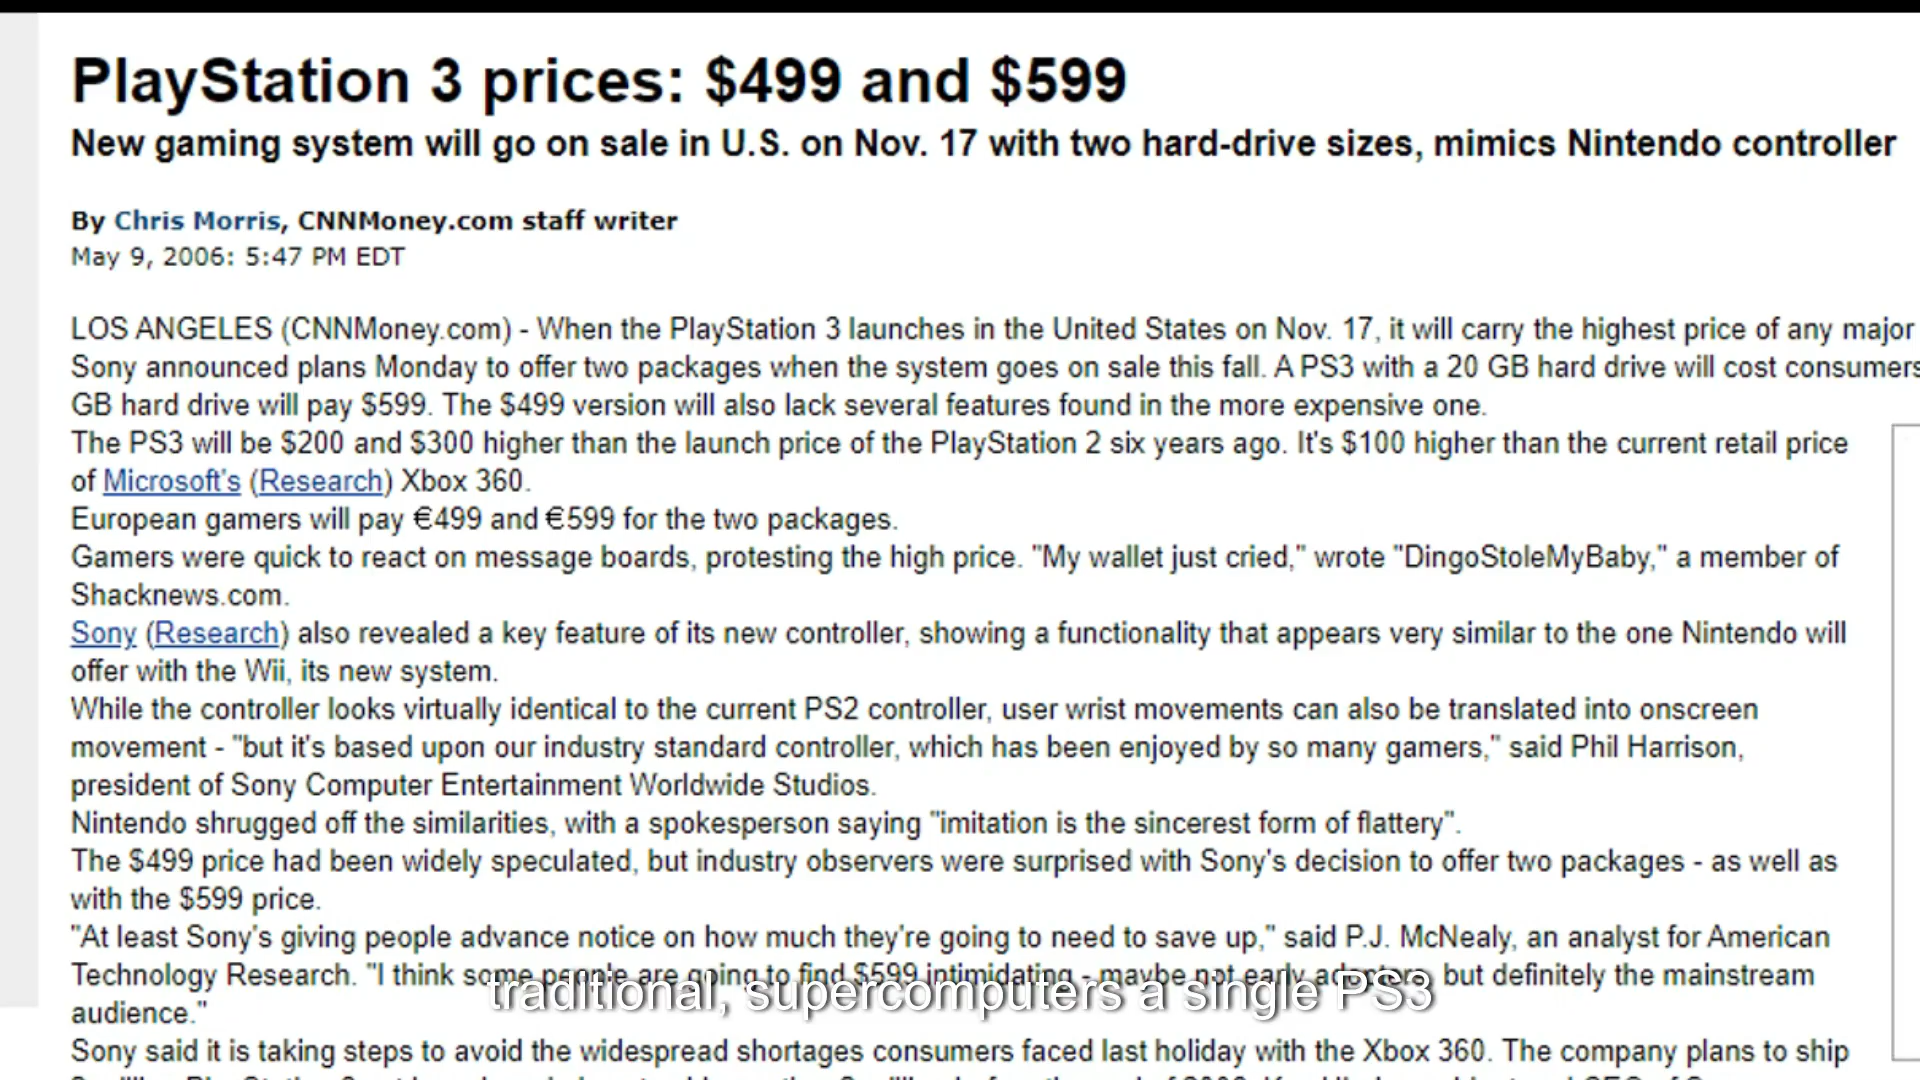 PlayStation 3 prices: $499 and $599
New gaming system will go on sale in U.S. on Nov. 17 with two hard-drive sizes, mimics Nintendo controller
By Chris Morris, CNNMoney.com staff writer
May 9, 2006: 5:47 PM EDT
LOS ANGELES (CNNMoney.com) - When the PlayStation 3 launches in the United States on Nov. 17, it will carry the highest price of any major
Sony announced plans Monday to offer two packages when the system goes on sale this fall. A PS3 with a 20 GB hard drive will cost consumers
GB hard drive will pay $599. The $499 version will also lack several features found in the more expensive one.
The PS3 will be $200 and $300 higher than the launch price of the PlayStation 2 six years ago. It's $100 higher than the current retail price
of Microsoft's (Research) Xbox 360.
European gamers will pay €499 and €599 for the two packages.
Gamers were quick to react on message boards, protesting the high price. "My wallet just cried," wrote "DingoStoleMyBaby," a member of
Shacknews.com.
Sony (Research) also revealed a key feature of its new controller, showing a functionality that appears very similar to the one Nintendo will
offer with the Wii, its new system.
While the controller looks virtually identical to the current PS2 controller, user wrist movements can also be translated into onscreen
movement - "but it's based upon our industry standard controller, which has been enjoyed by so many gamers," said Phil Harrison,
president of Sony Computer Entertainment Worldwide Studios.
Nintendo shrugged off the similarities, with a spokesperson saying "imitation is the sincerest form of flattery".
The $499 price had been widely speculated, but industry observers were surprised with Sony's decision to offer two packages - as well as
with the $599 price.
"At least Sony's giving people advance notice on how much they're going to need to save up," said P.J. McNealy, an analyst for American
Technology Research. "I think some people are going to find $599 intimidating - maybe not early adopters, but definitely the mainstream
audience."
traditional, supercomputers a single PS3
Sony said it is taking steps to avoid the widespread shortages consumers faced last holiday with the Xbox 360. The company plans to ship